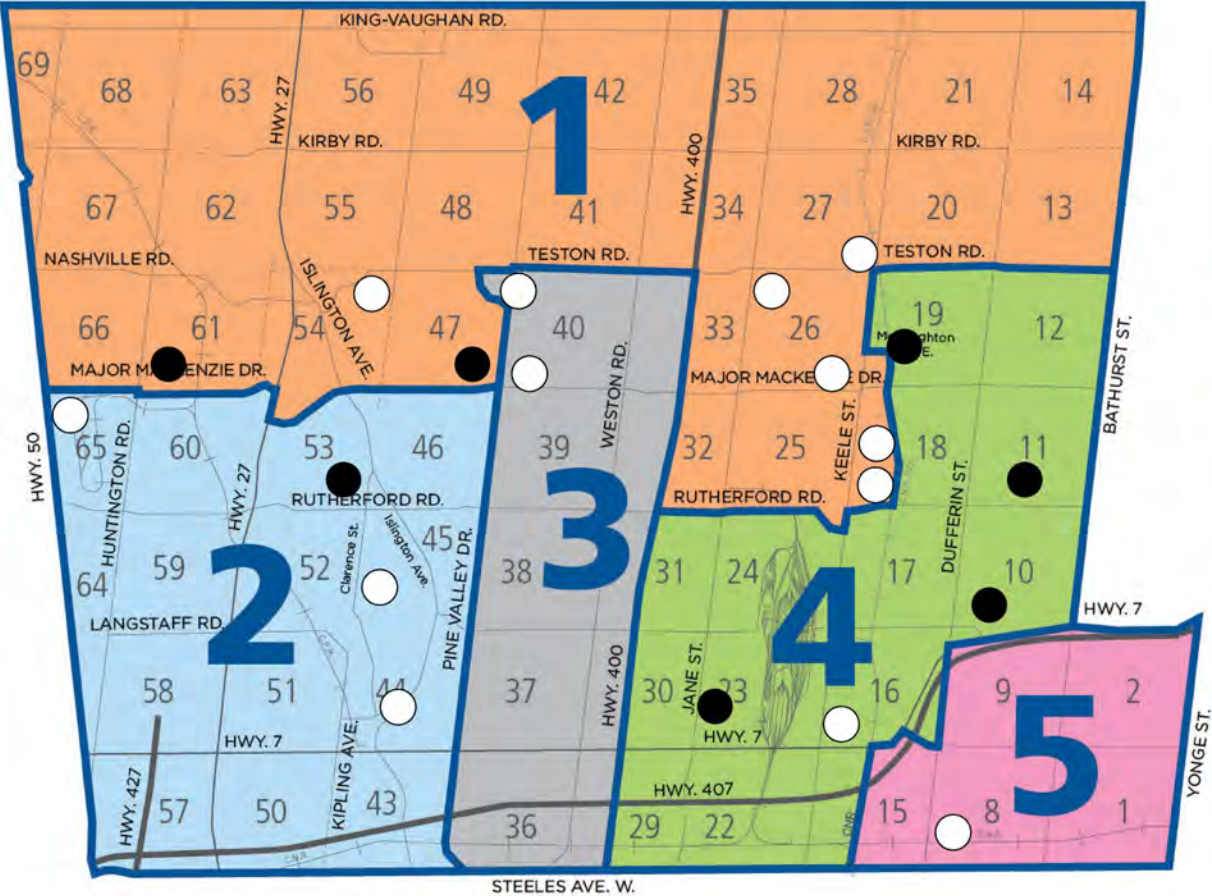 KING-VAUGHAN RD.
69
68
63
56
49
42
35
28
21
14
HWY. 27
1
HWY. 400
KIRBY RD.
KIRBY RD.
67
62
55
48
41
34
27
20
13
NASHVILLE RD.
ISLINGTON AVE.
TESTON RD.
TESTON RD.
66
61
54
47
40
33
26
19
12
MAJOR M
ENZIE DR.
WESTON RD.
MAJOR MACKE
E DR.
ghton
E.
BATHURST ST.
HWY. 50
65
HUNTINGTON RD.
60
HWY. 27
53
46
39
32
25
KEELE ST.
18
DUFFERIN ST.
11
RUTHERFORD RD.
RUTHERFORD RD.
64
59
2
52
Clarence St.
Islington Ave.
45
PINE VALLEY DR.
38
3
31
24
4
17
10
LANGSTAFF RD.
C.P.R.
HWY. 7
58
51
44
37
HWY. 400
30
JANE ST.
23
16
9
2
HWY. 7
HWY. 7
5
YONGE ST.
HWY. 427
57
50
KIPLING AVE.
43
36
HWY. 407
29
22
CNR
15
8
1
C.N.R.
STEELES AVE. W.